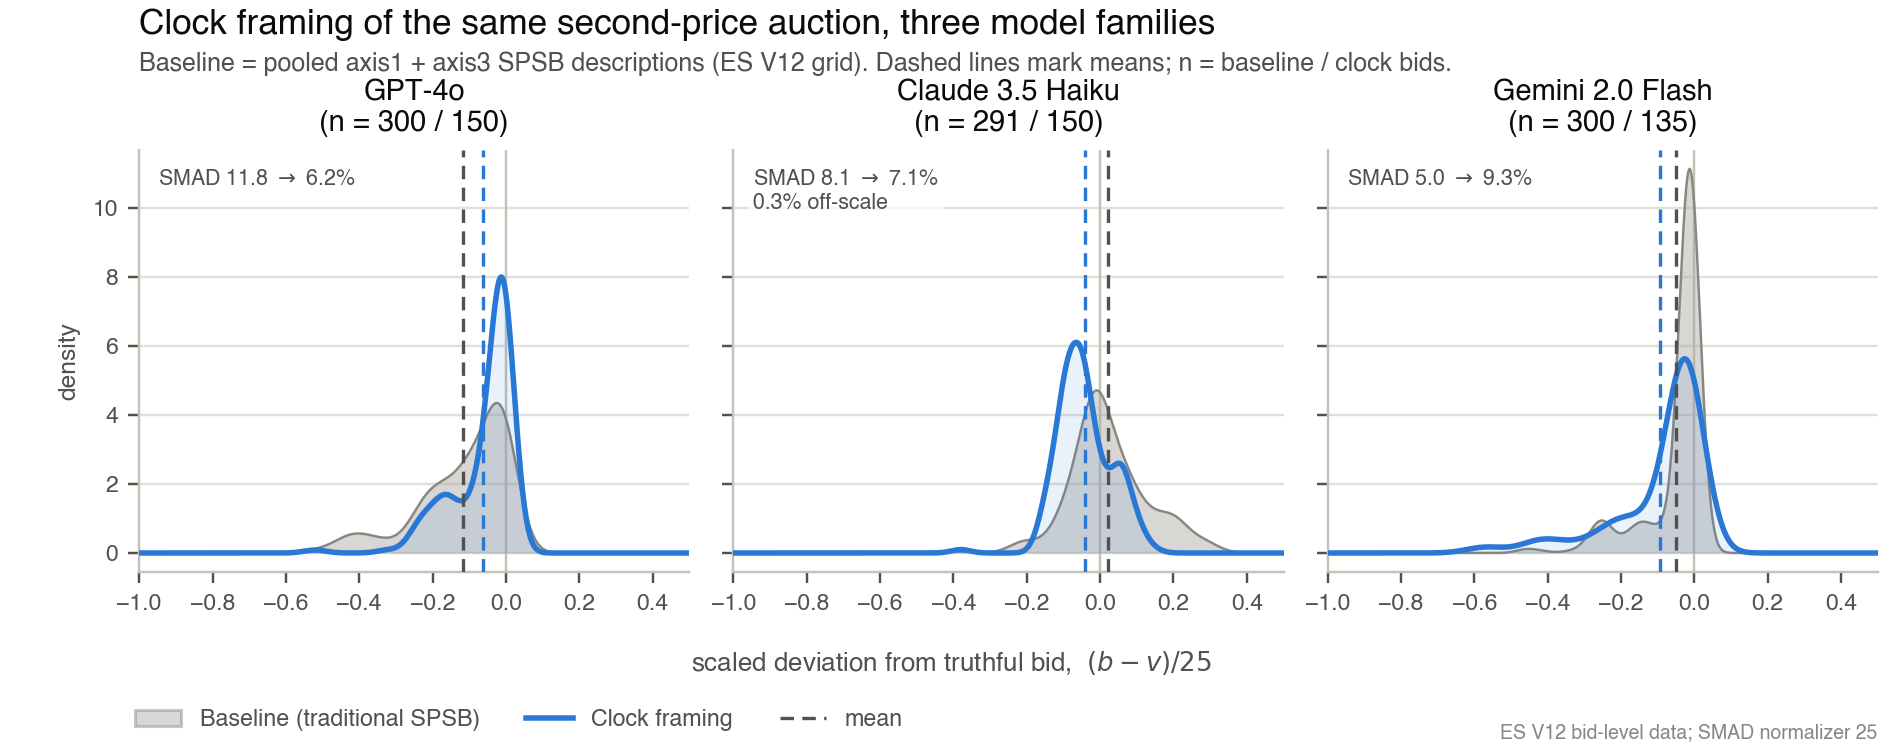 Clock framing of the same second-price auction, three model families
Baseline = pooled axis1 + axis3 SPSB descriptions (ES V12 grid). Dashed lines mark means; n = baseline / clock bids.
GPT-4o
(n = 300 / 150)
Claude 3.5 Haiku
(n = 291 / 150)
Gemini 2.0 Flash
(n = 300 / 135)
SMAD 11.8 → 6.2%
SMAD 8.1 → 7.1%
0.3% off-scale
SMAD 5.0 → 9.3%
density
10
8
6
4
2
0
−1.0 −0.8 −0.6 −0.4 −0.2 0.0 0.2 0.4
−1.0 −0.8 −0.6 −0.4 −0.2 0.0 0.2 0.4
−1.0 −0.8 −0.6 −0.4 −0.2 0.0 0.2 0.4
scaled deviation from truthful bid, (b − v)/25
Baseline (traditional SPSB) Clock framing mean
ES V12 bid-level data; SMAD normalizer 25